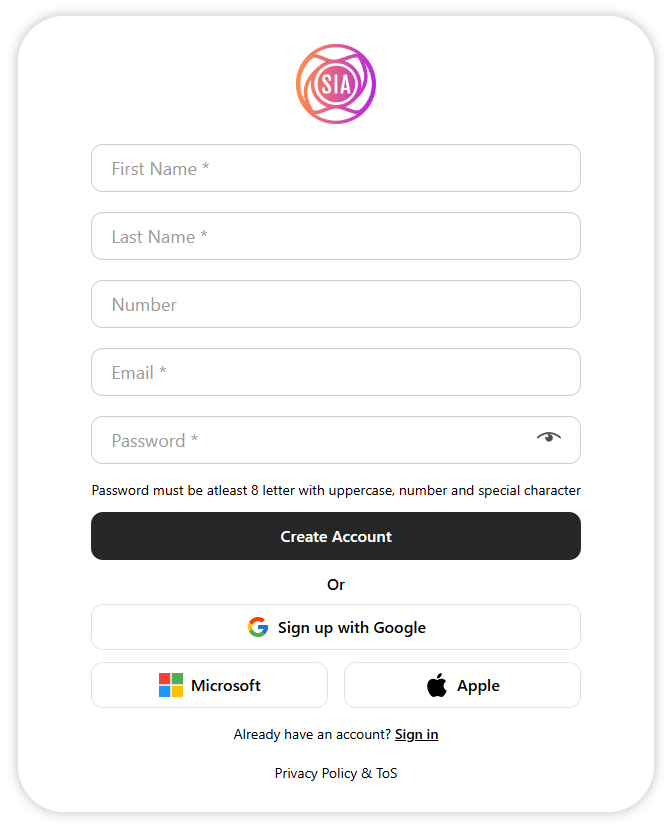 SIA
First Name *
Last Name *
Number
Email *
Password *
Password must be atleast 8 letter with uppercase, number and special character
Create Account
Or
Sign up with Google
Microsoft
Apple
Already have an account? Sign in
Privacy Policy & ToS